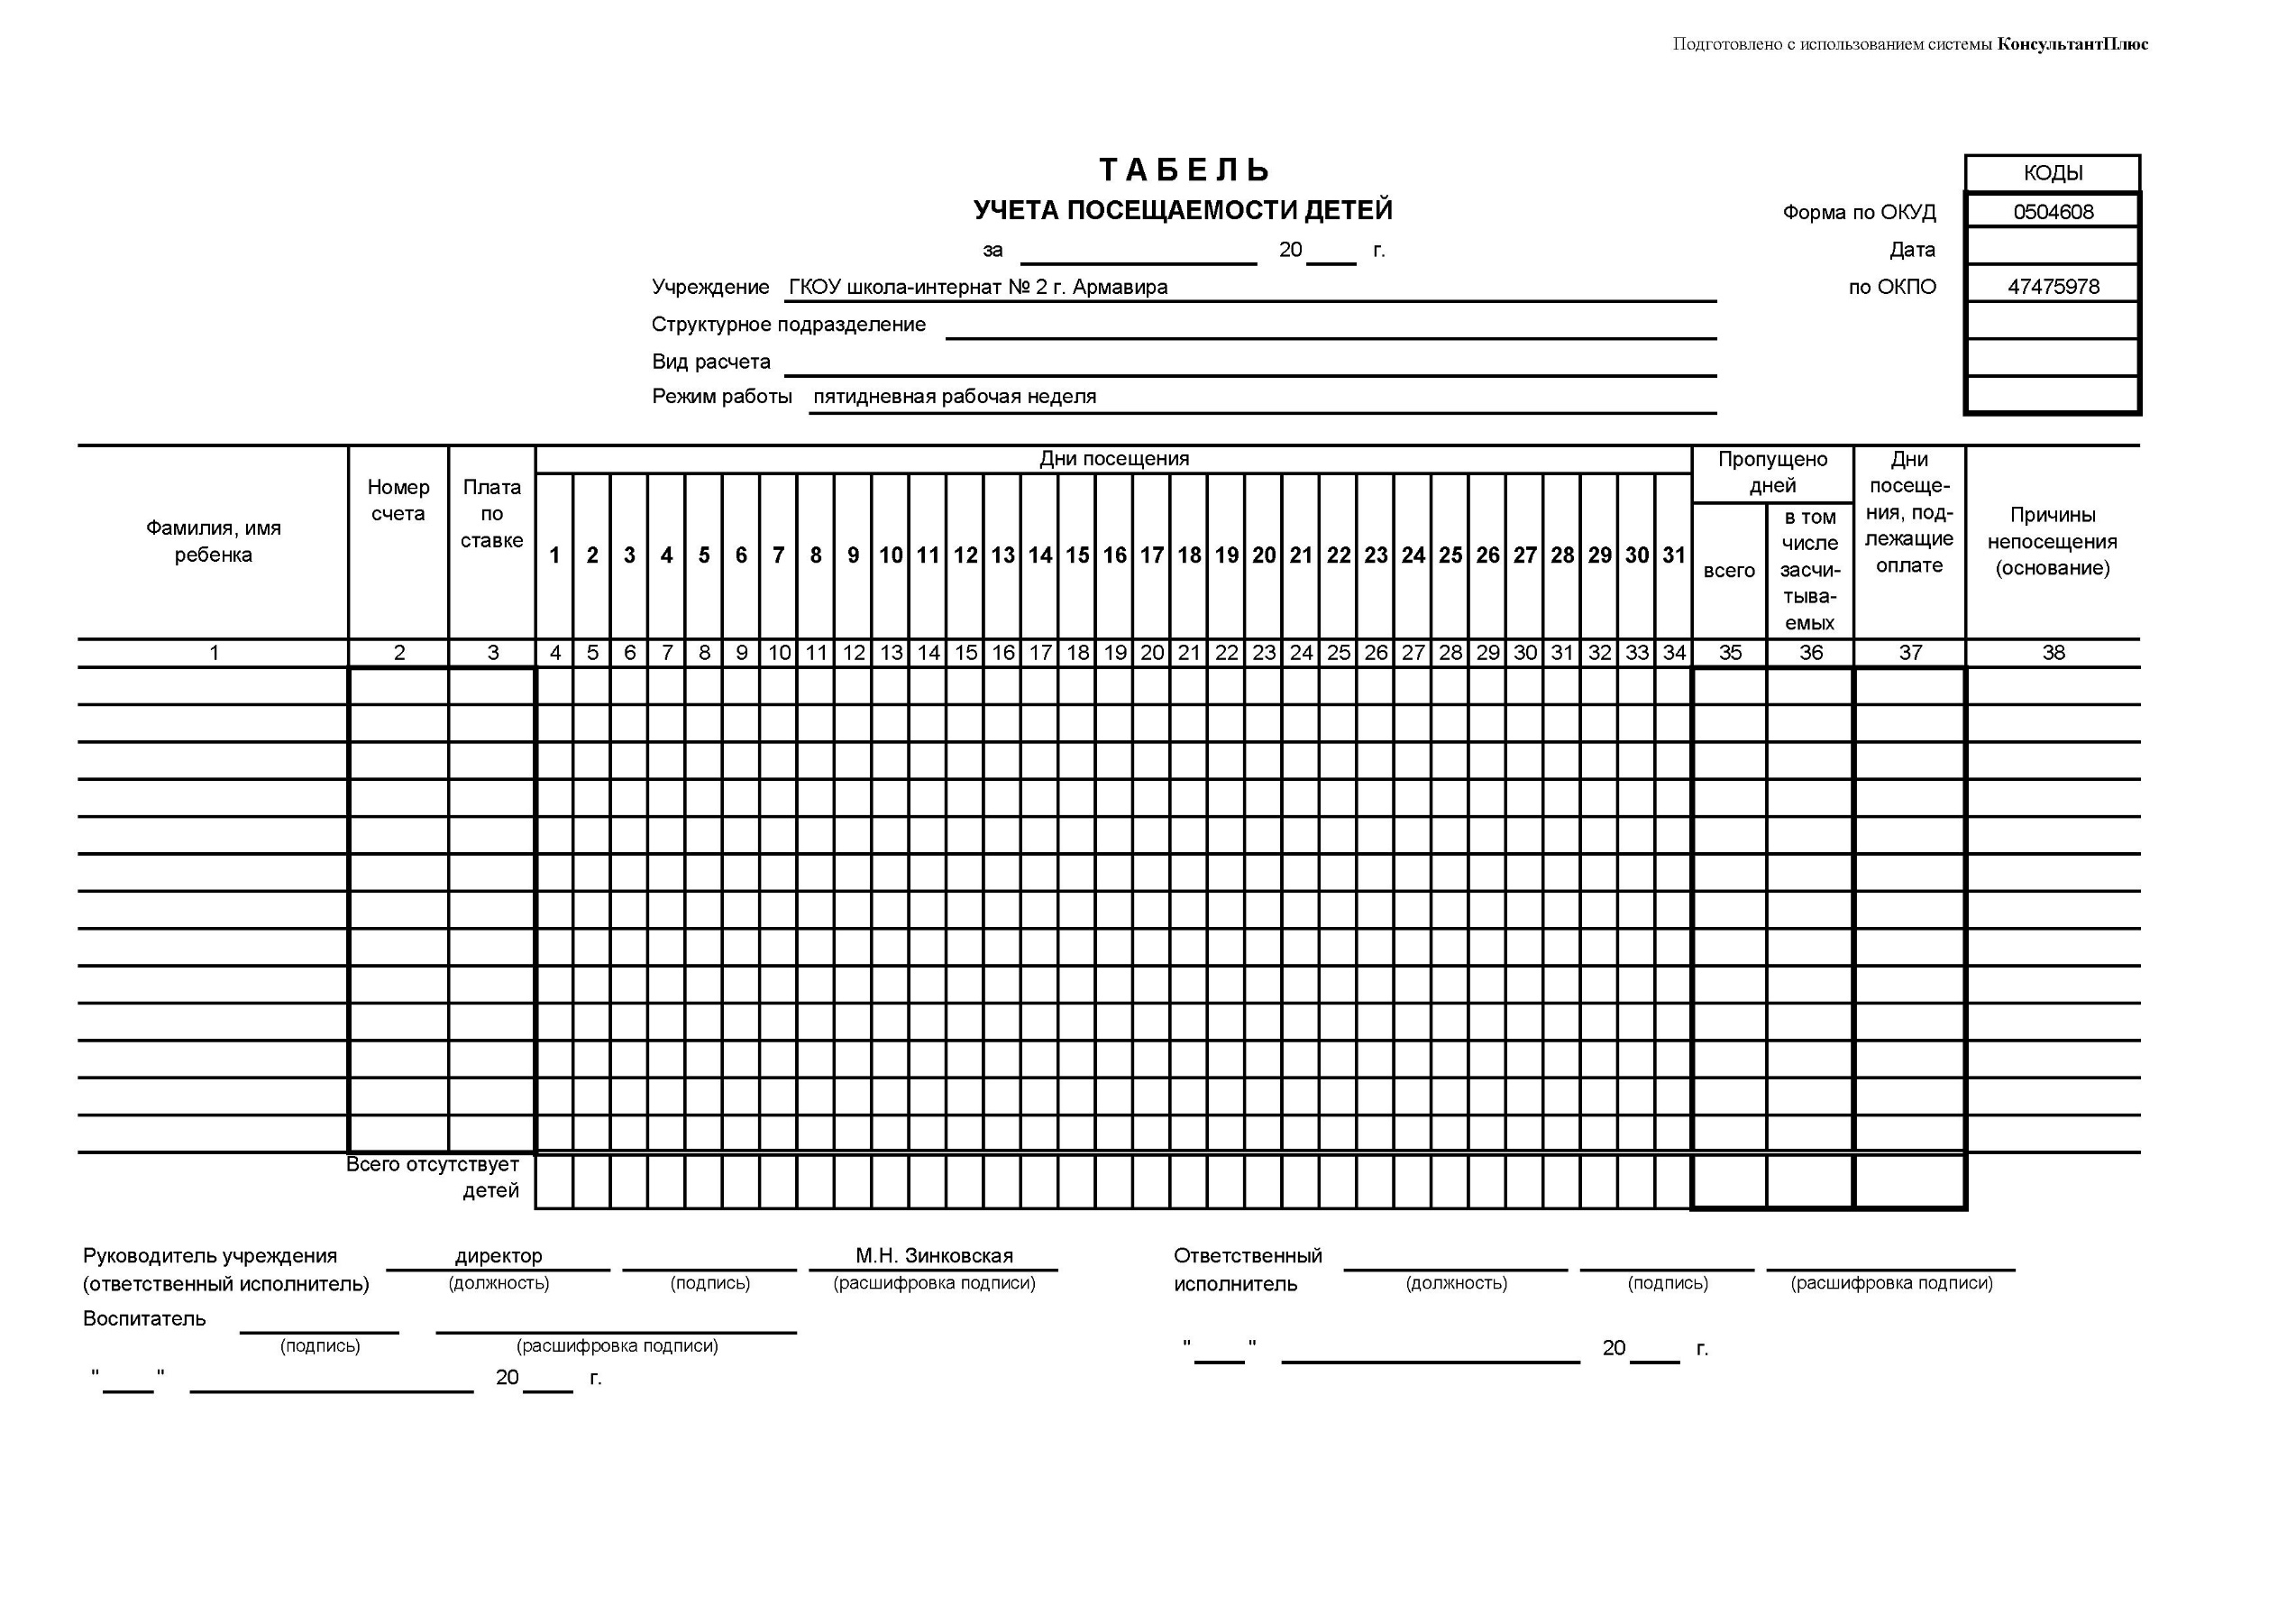 Подготовлено с использованием системы КонсультантПлюс
Т А Б Е Л Ь
КОДЫ
УЧЕТА ПОСЕЩАЕМОСТИ ДЕТЕЙ
Форма по ОКУД 0504608
за 20 г.
Дата
Учреждение ГКОУ школа-интернат № 2 г. Армавира
по ОКПО 47475978
Структурное подразделение
Вид расчета
Режим работы пятидневная рабочая неделя
Фамилия, имя
ребенка
Номер
счета
Плата
по
ставке
Дни посещения
1 2 3 4 5 6 7 8 9 10 11 12 13 14 15 16 17 18 19 20 21 22 23 24 25 26 27 28 29 30 31
Пропущено
дней
всего
в том
числе
засчи-
тыва-
емых
Дни
посеще-
ния, под-
лежащие
оплате
Причины
непосещения
(основание)
1 2 3 4 5 6 7 8 9 10 11 12 13 14 15 16 17 18 19 20 21 22 23 24 25 26 27 28 29 30 31 32 33 34 35 36 37 38
Всего отсутствует
детей
Руководитель учреждения директор М.Н. Зинковская
(ответственный исполнитель) (должность) (подпись) (расшифровка подписи)
Воспитатель
(подпись) (расшифровка подписи)
" " 20 г.
Ответственный
исполнитель (должность) (подпись) (расшифровка подписи)
" " 20 г.